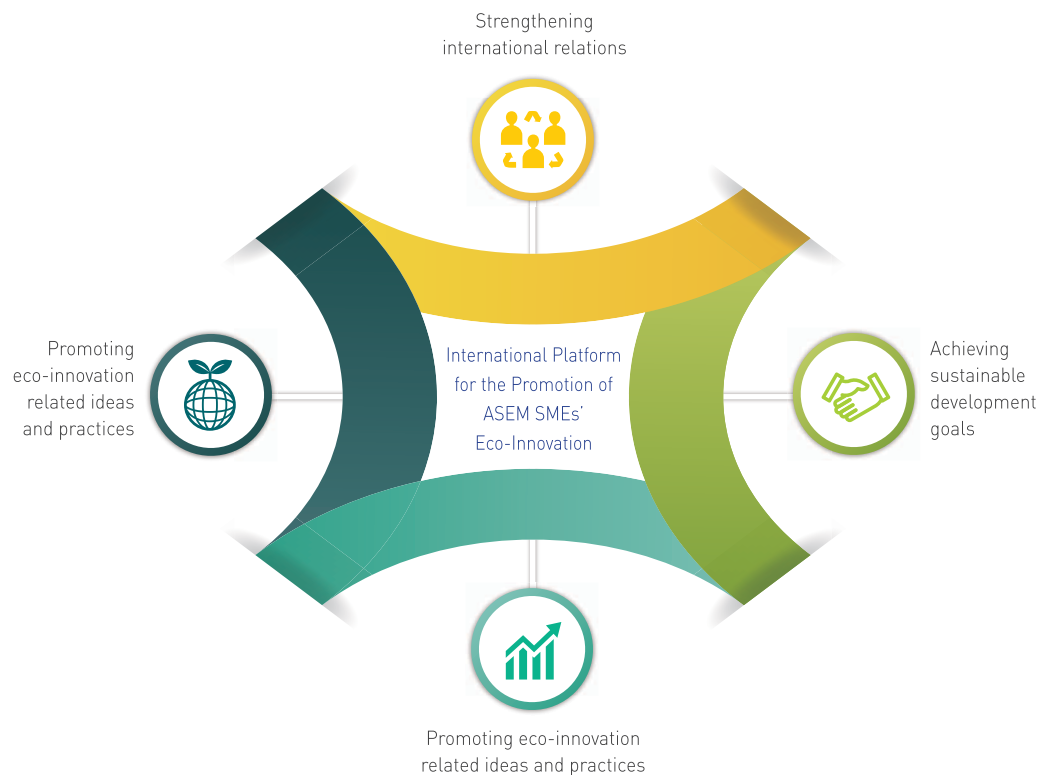 Strengthening
international relations
Promoting
eco-innovation
related ideas
and practices
International Platform
for the Promotion of
ASEM SMEs’
Eco-Innovation
Achieving
sustainable
development
goals
Promoting eco-innovation
related ideas and practices